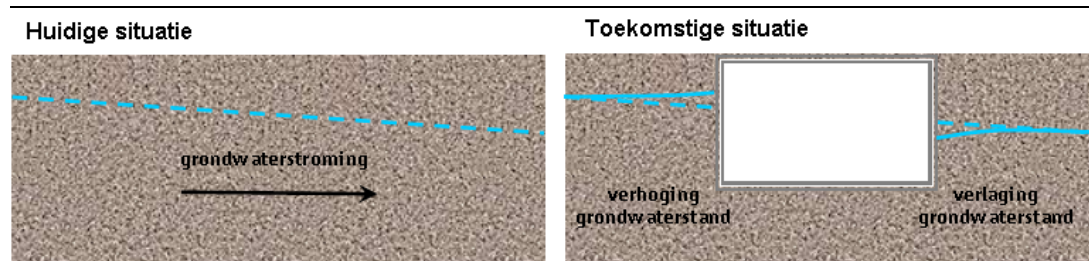 Huidige situatie
grondwaterstroming
Toekomstige situatie
verhoging
grondwaterstand
verlaging
grondwaterstand